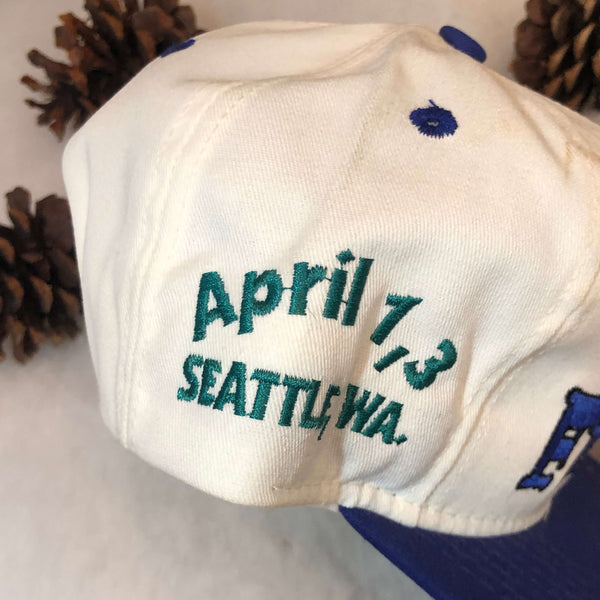 April 1,3
SEATTLE, WA.
F